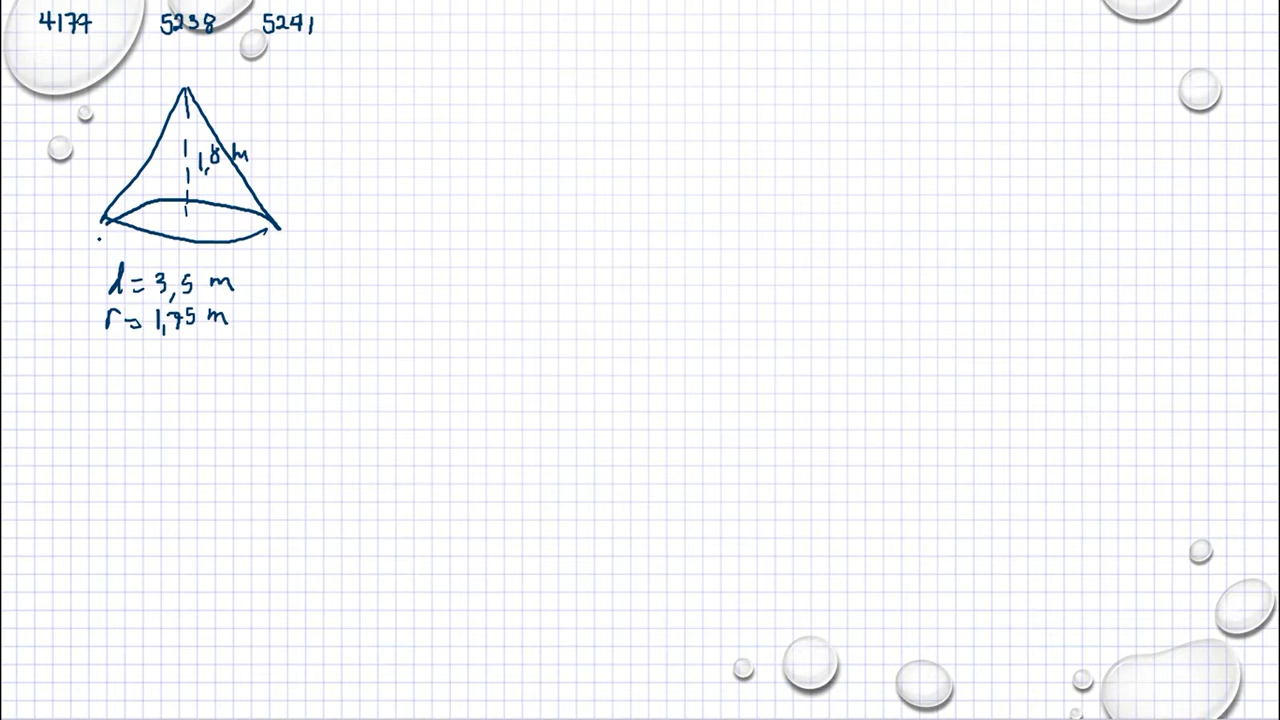 4174 5238 5241
1,8 m
d = 3,5 m
r = 1,75 m